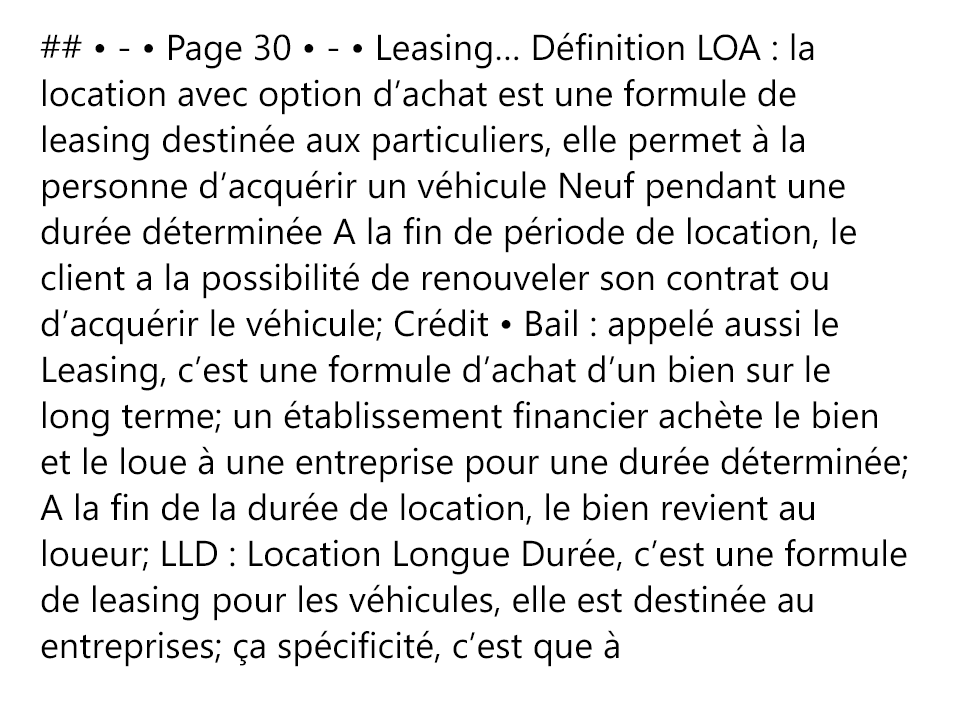 ## • - • Page 30 • - • Leasing... Définition LOA : la
location avec option d’achat est une formule de
leasing destinée aux particuliers, elle permet à la
personne d’acquérir un véhicule Neuf pendant une
durée déterminée A la fin de période de location, le
client a la possibilité de renouveler son contrat ou
d’acquérir le véhicule; Crédit • Bail : appelé aussi le
Leasing, c’est une formule d’achat d’un bien sur le
long terme; un établissement financier achète le bien
et le loue à une entreprise pour une durée déterminée;
A la fin de la durée de location, le bien revient au
loueur; LLD : Location Longue Durée, c’est une formule
de leasing pour les véhicules, elle est destinée au
entreprises; ça spécificité, c’est que à